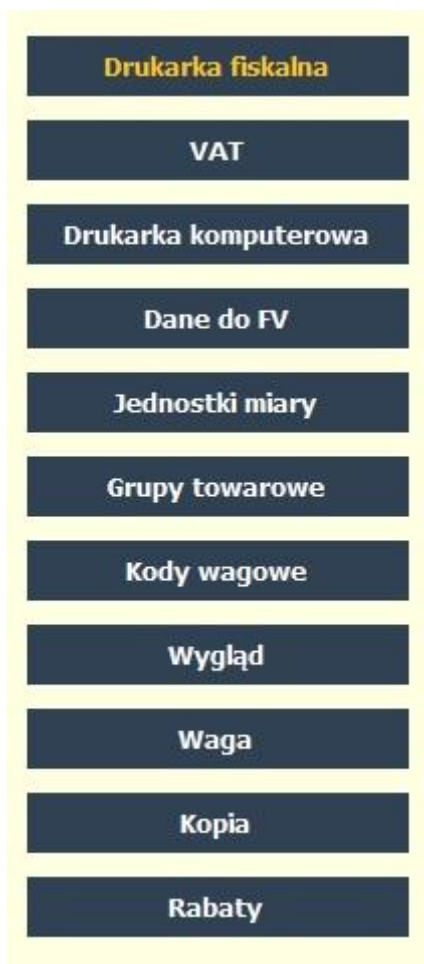 Drukarka fiskalna
VAT
Drukarka komputerowa
Dane do FV
Jednostki miary
Grupy towarowe
Kody wagowe
Wygląd
Waga
Kopia
Rabaty